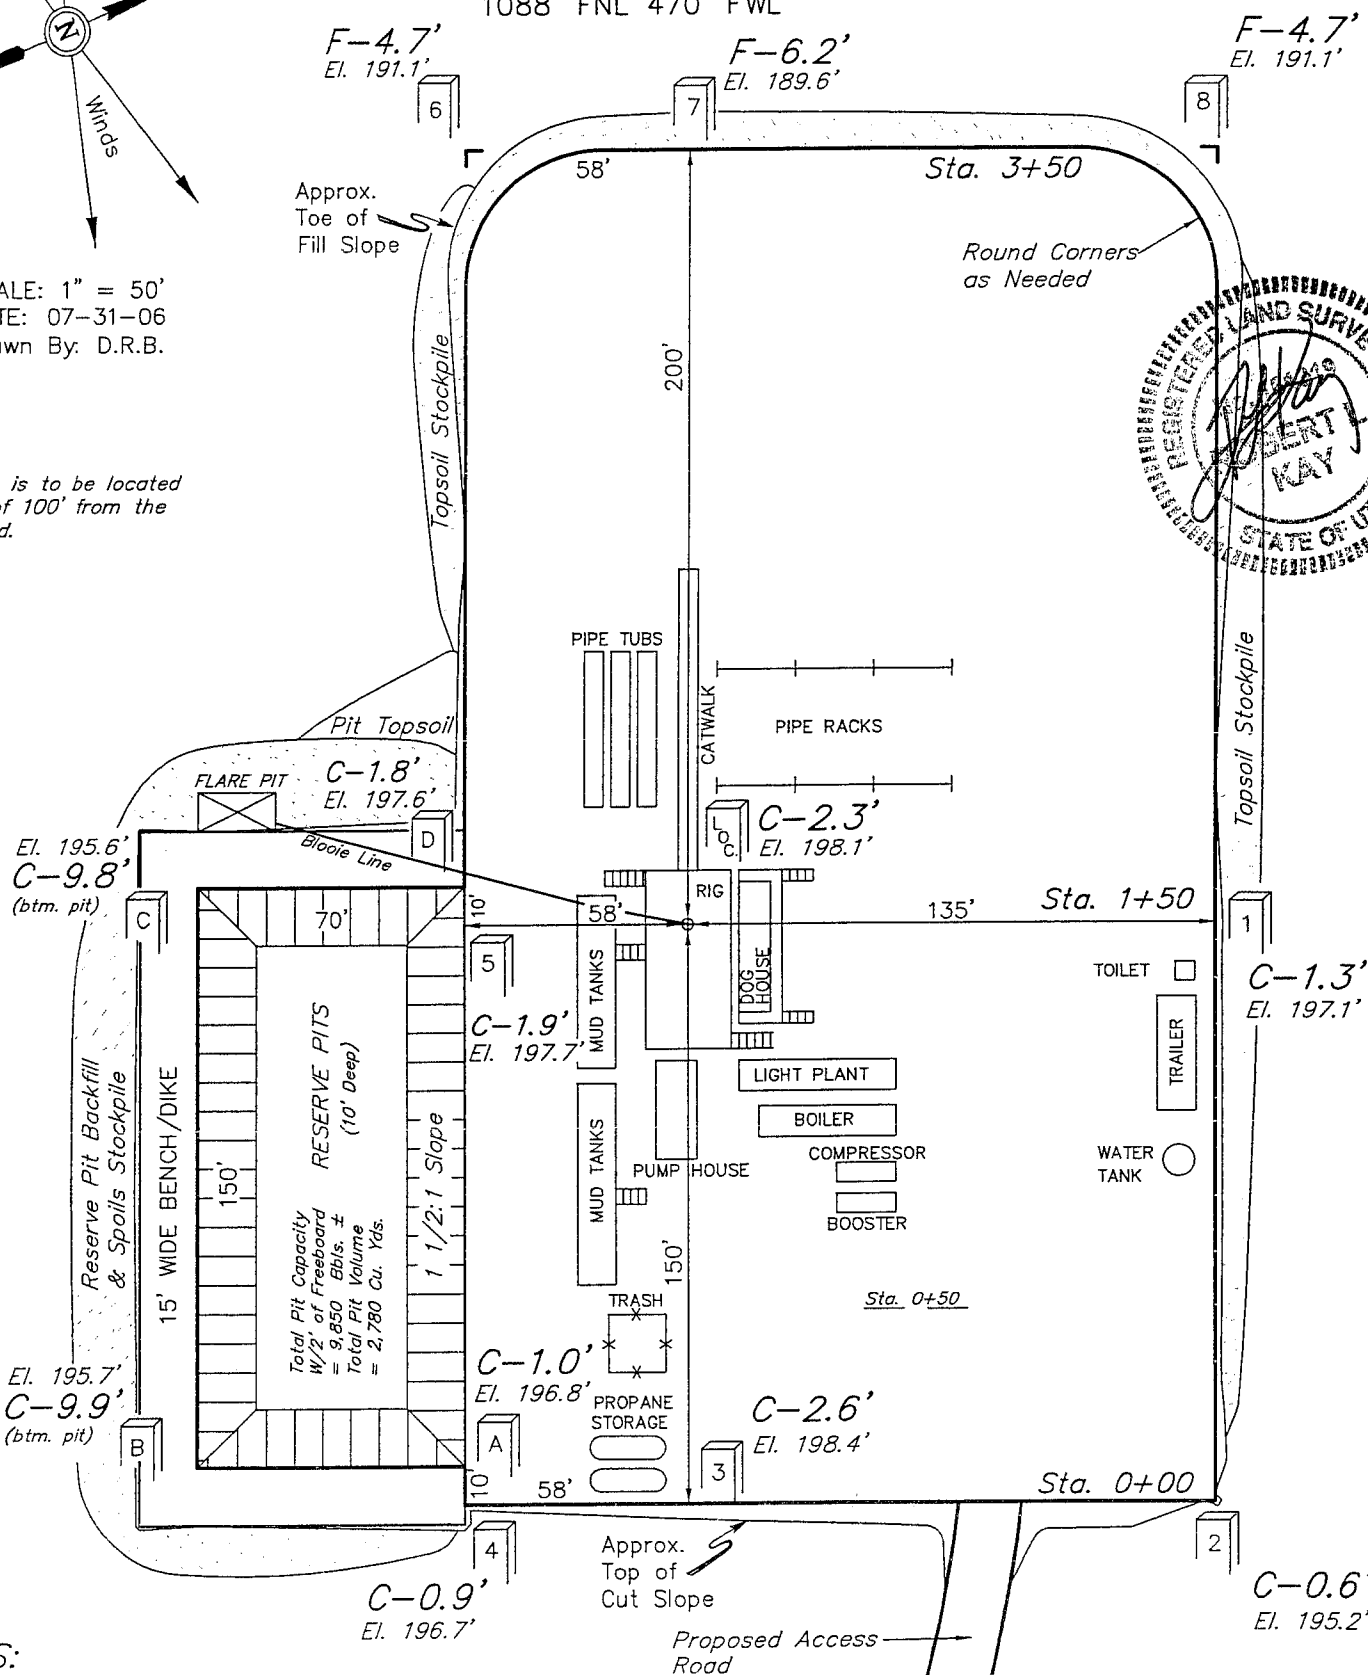 1088' FNL 470' FWL
N
Winds
F-4.7'
El. 191.1'
6
F-6.2'
El. 189.6'
7
F-4.7'
El. 191.1'
8
58'
Sta. 3+50
Approx.
Toe of
Fill Slope
Round Corners
as Needed
ALE: 1" = 50'
TE: 07-31-06
wn By: D.R.B.
200'
Topsoil Stockpile
REGISTERED LAND SURVE
ROBERT L
KAY
STATE OF UT
is to be located
of 100' from the
d.
PIPE TUBS
CATWALK
PIPE RACKS
Topsoil Stockpile
Pit Topsoil
FLARE PIT
C-1.8'
El. 197.6'
D
Blooie Line
LOC.
C-2.3'
El. 198.1'
El. 195.6'
C-9.8'
(btm. pit)
C
70'
10'
58'
RIG
135'
Sta. 1+50
1
5
C-1.9'
El. 197.7'
MUD TANKS
DOG
HOUSE
TOILET
C-1.3'
El. 197.1'
TRAILER
RESERVE PITS
(10' Deep)
LIGHT PLANT
BOILER
COMPRESSOR
BOOSTER
PUMP HOUSE
MUD TANKS
WATER
TANK
Reserve Pit Backfill
& Spoils Stockpile
15' WIDE BENCH/DIKE
150'
Total Pit Capacity
W/2' of Freeboard
= 9,850 Bbls. ±
Total Pit Volume
= 2,780 Cu. Yds.
1 1/2:1 Slope
150'
Sta. 0+50
TRASH
El. 195.7'
C-9.9'
(btm. pit)
B
C-1.0'
El. 196.8'
A
PROPANE
STORAGE
C-2.6'
El. 198.4'
3
10'
58'
Sta. 0+00
4
C-0.9'
El. 196.7'
Approx.
Top of
Cut Slope
2
C-0.6'
El. 195.2'
Proposed Access
Road
S: